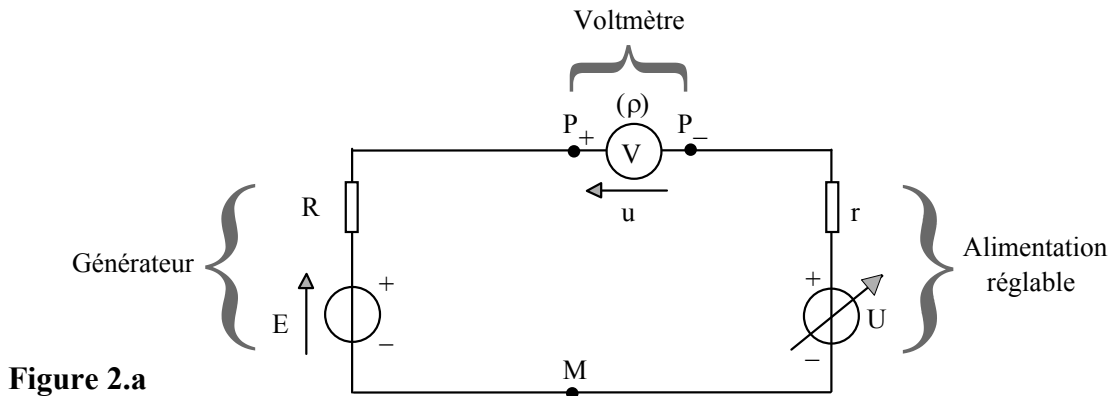 Voltmètre
(ρ)
P+
P–
V
R
u
r
Générateur
Alimentation
réglable
+
+
E
U
–
–
M
Figure 2.a